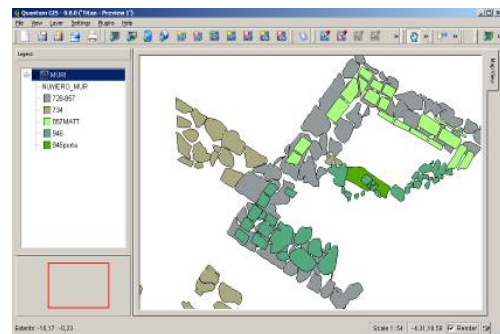 Quantum GIS - 0.8.0 ("Titan - Preview 1")
File View Layer Settings Plugins Help
Legend
MURI
NUMERO_MUR
728-857
734
857MATT
946
946porta
MapView
Scale 1: 54
Render